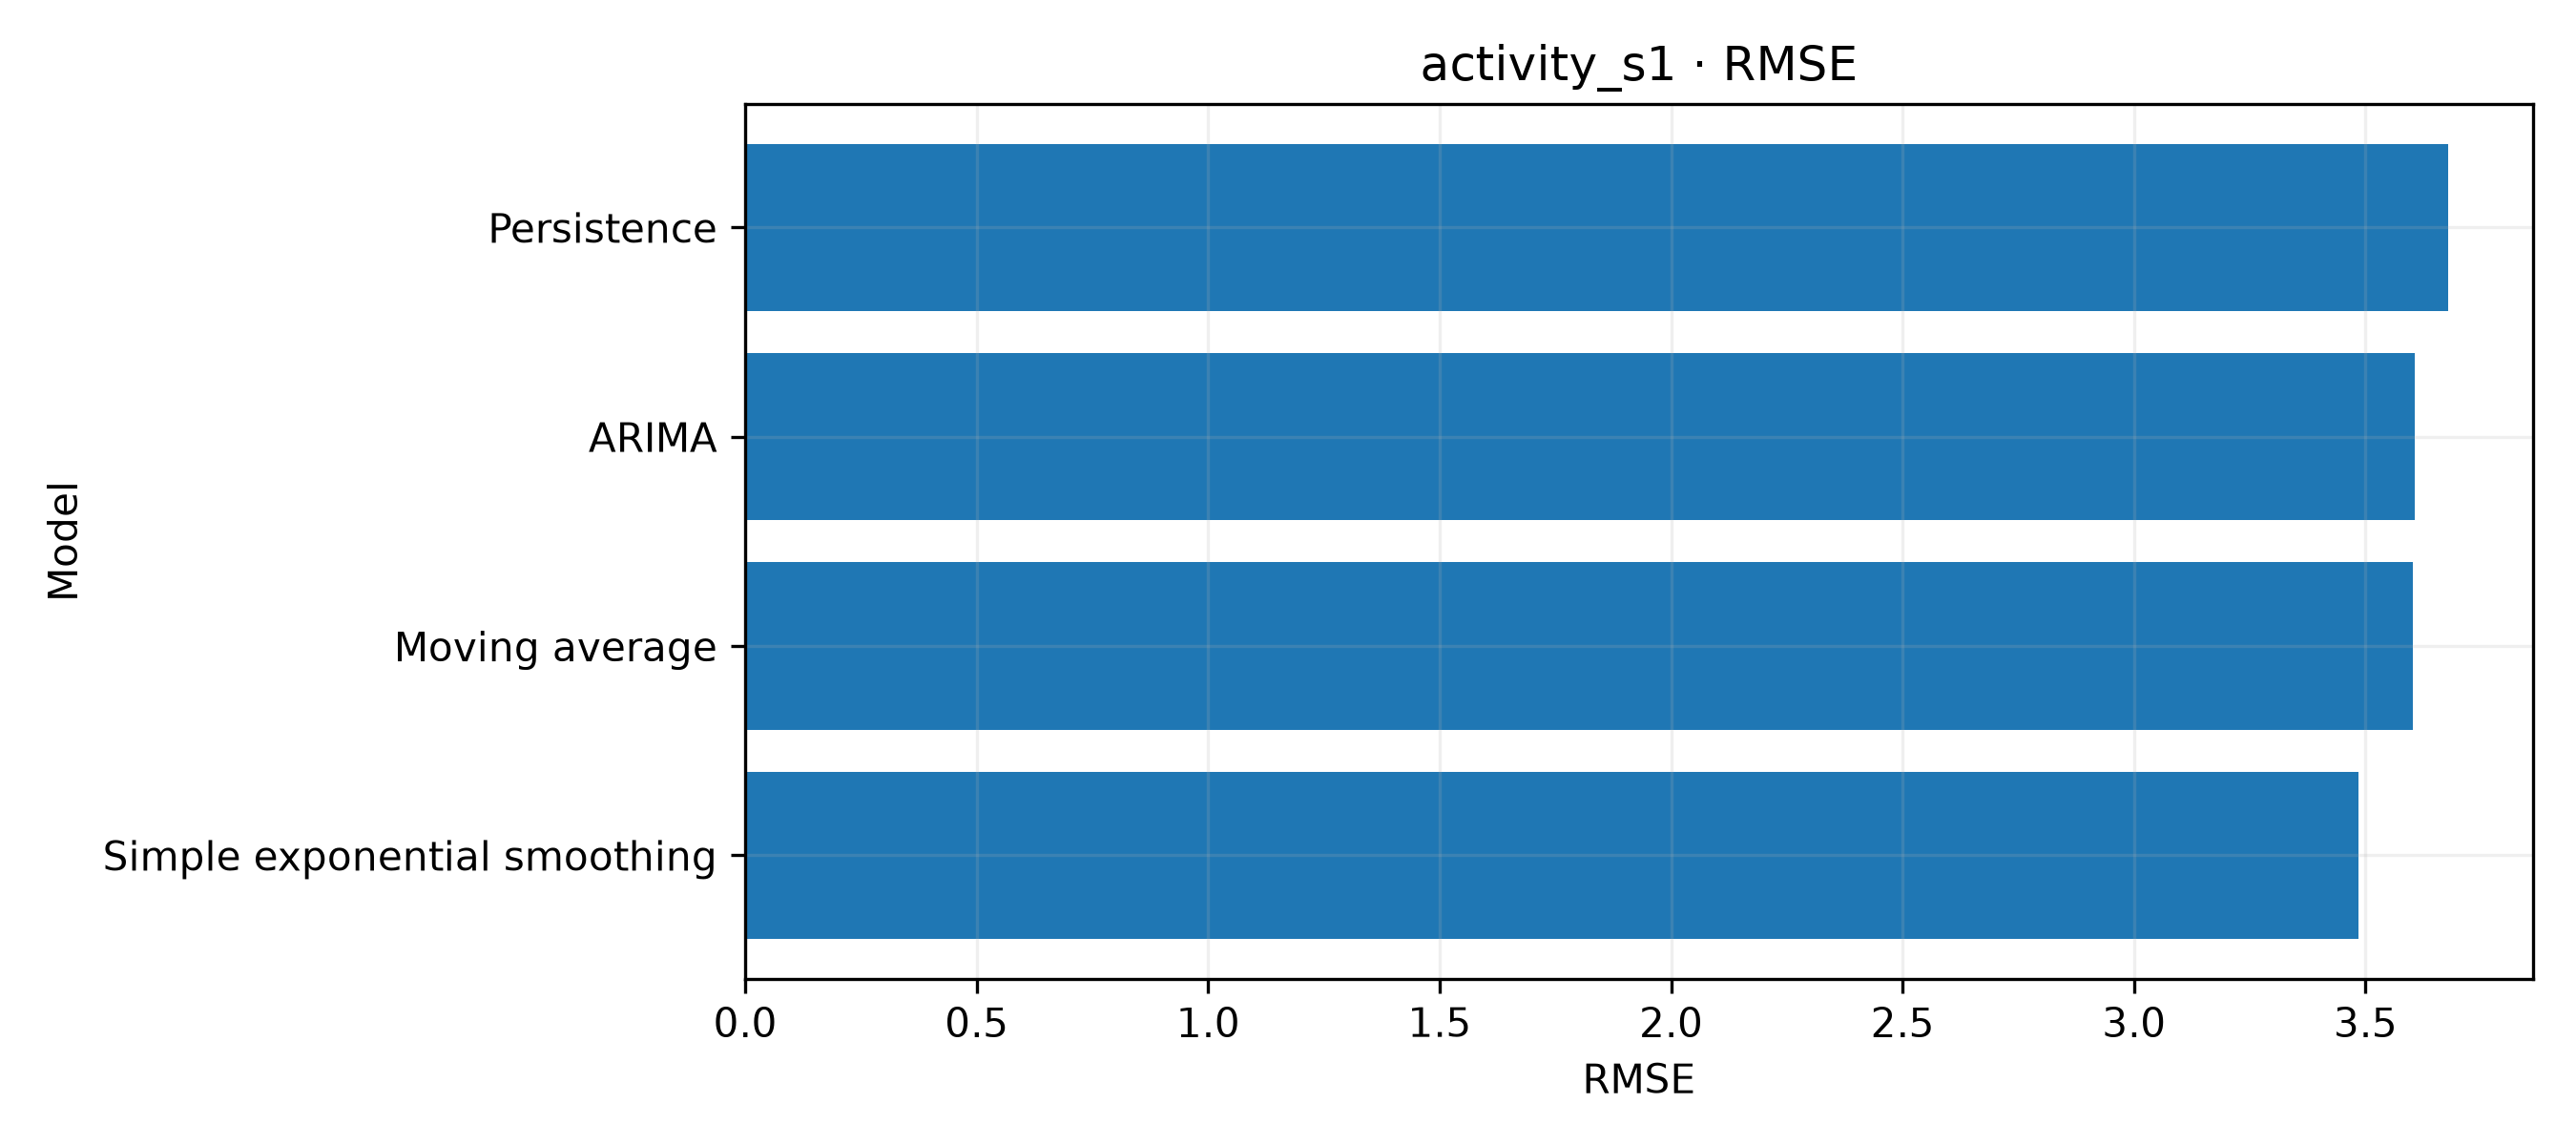 activity_s1 · RMSE
Model
Persistence
ARIMA
Moving average
Simple exponential smoothing
0.0 0.5 1.0 1.5 2.0 2.5 3.0 3.5
RMSE